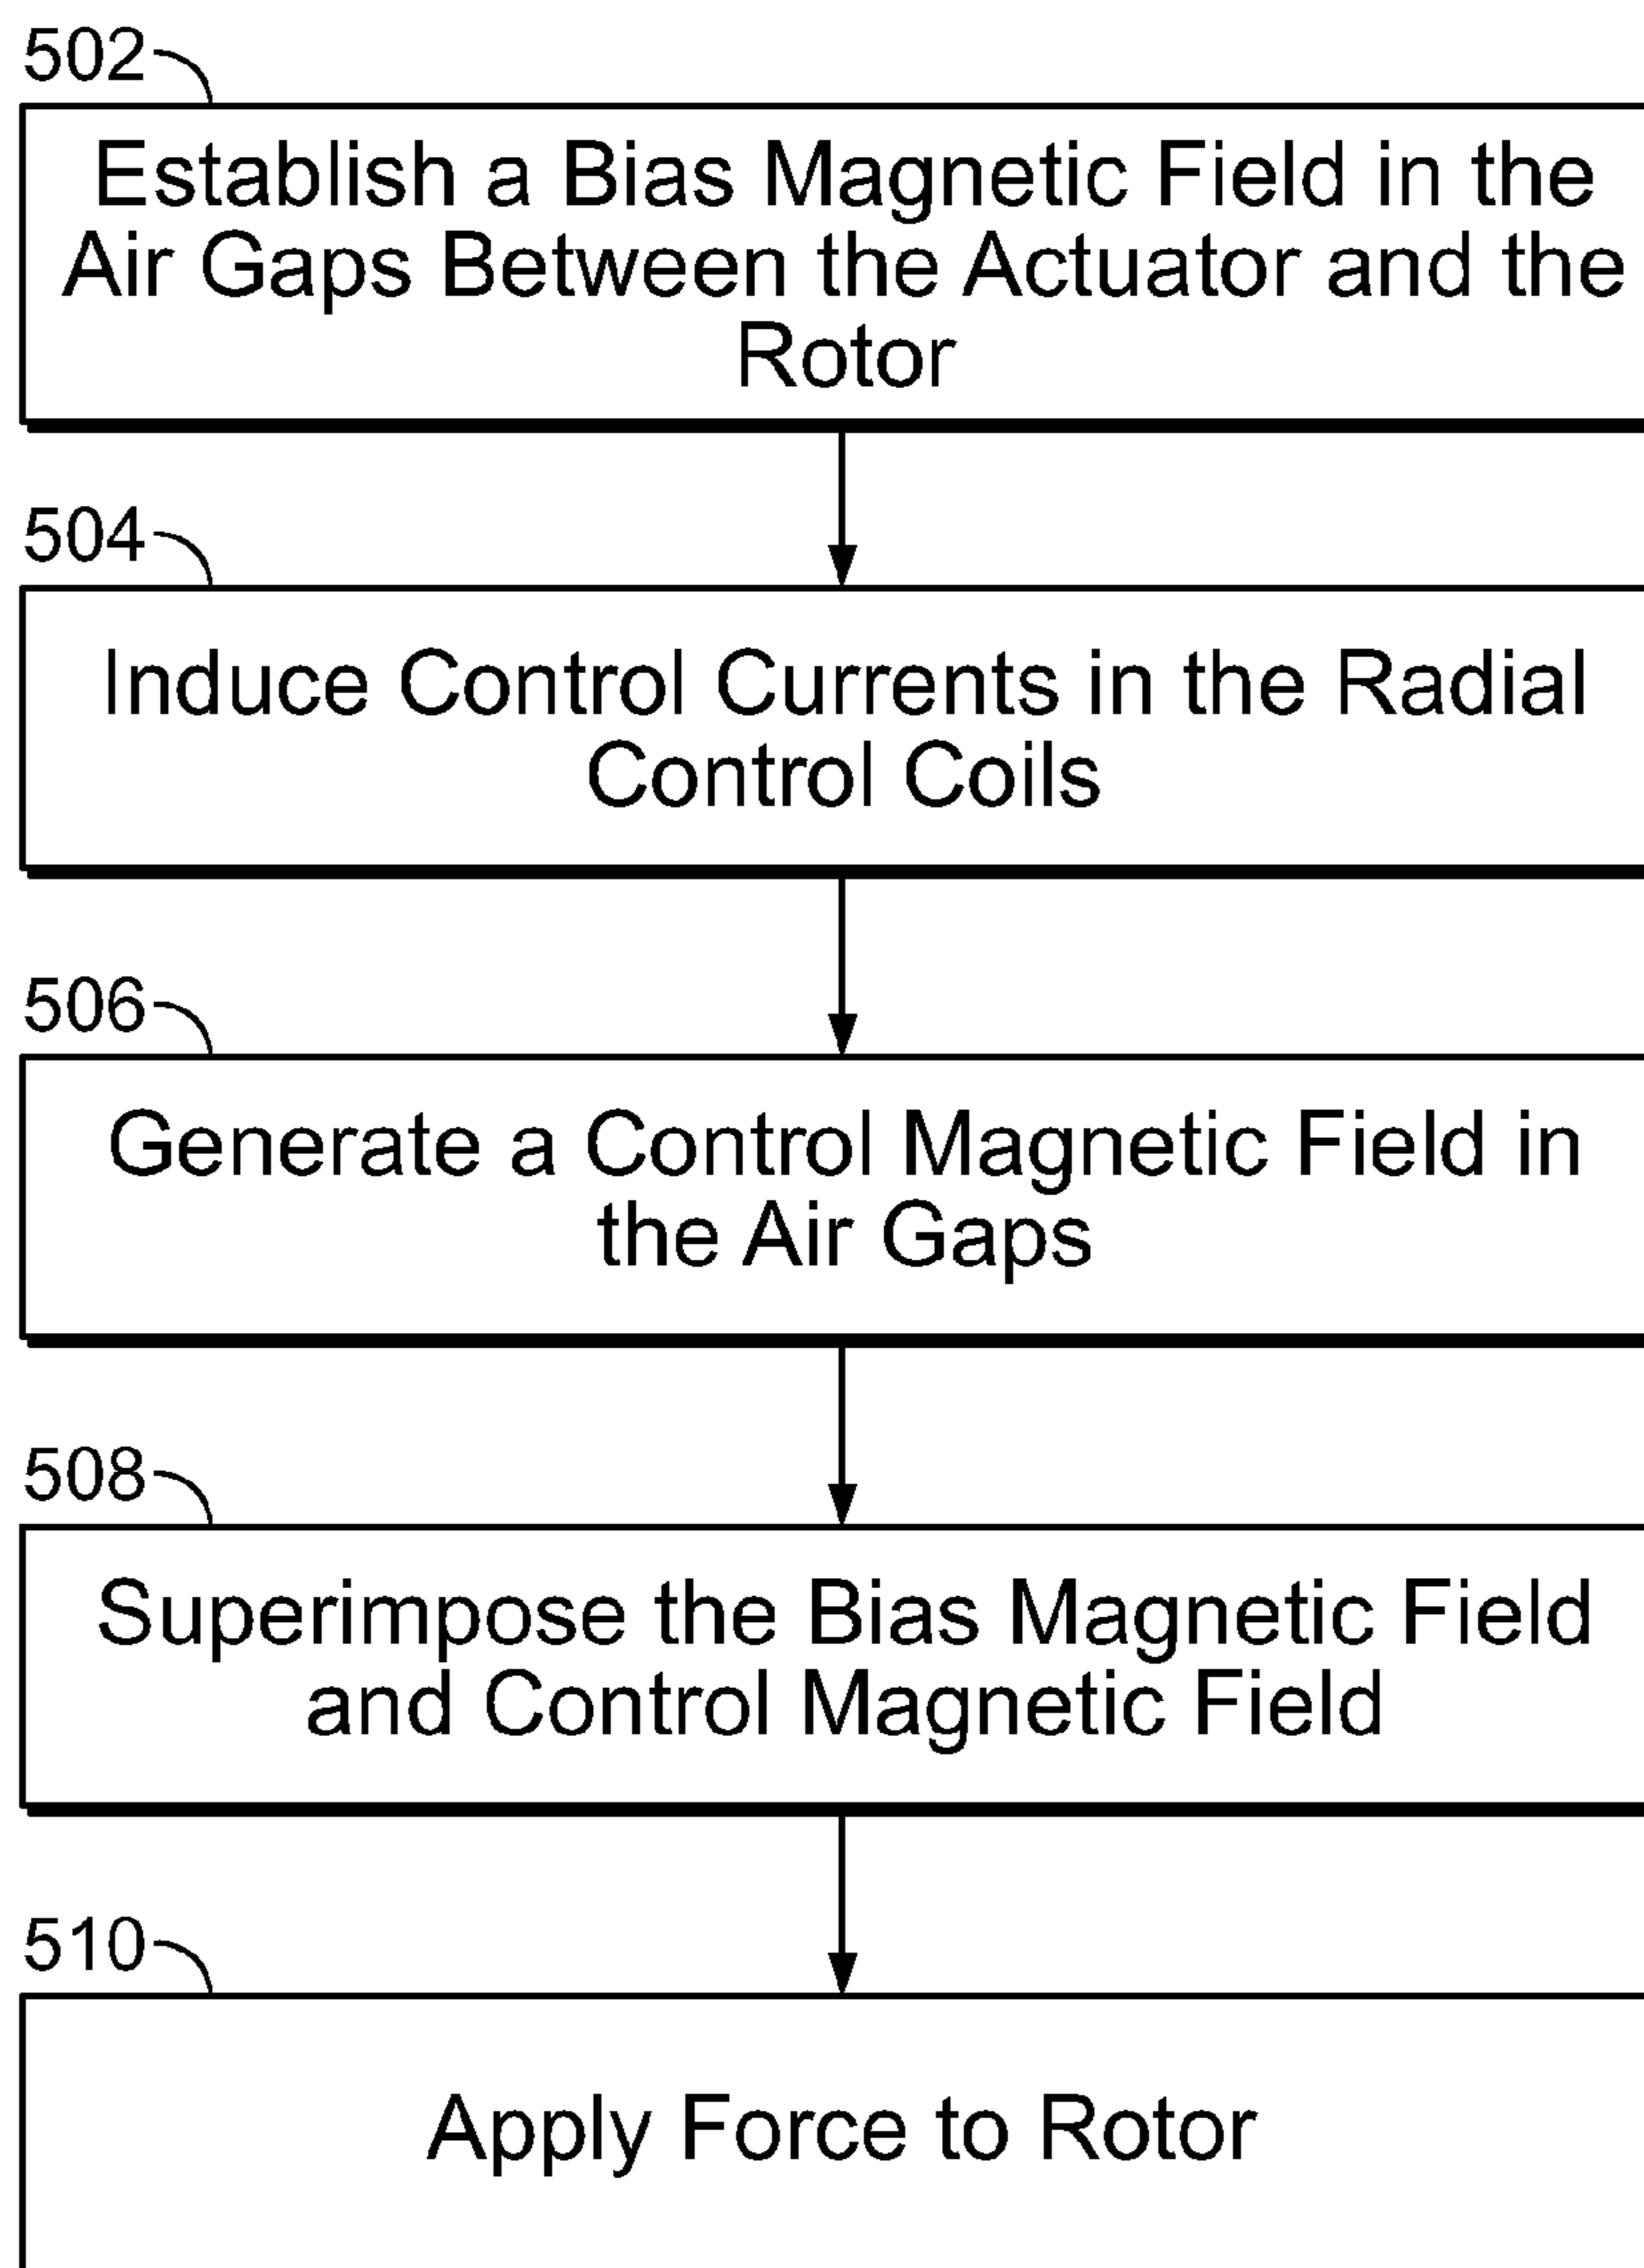 502
Establish a Bias Magnetic Field in the
Air Gaps Between the Actuator and the
Rotor
504
Induce Control Currents in the Radial
Control Coils
506
Generate a Control Magnetic Field in
the Air Gaps
508
Superimpose the Bias Magnetic Field
and Control Magnetic Field
510
Apply Force to Rotor